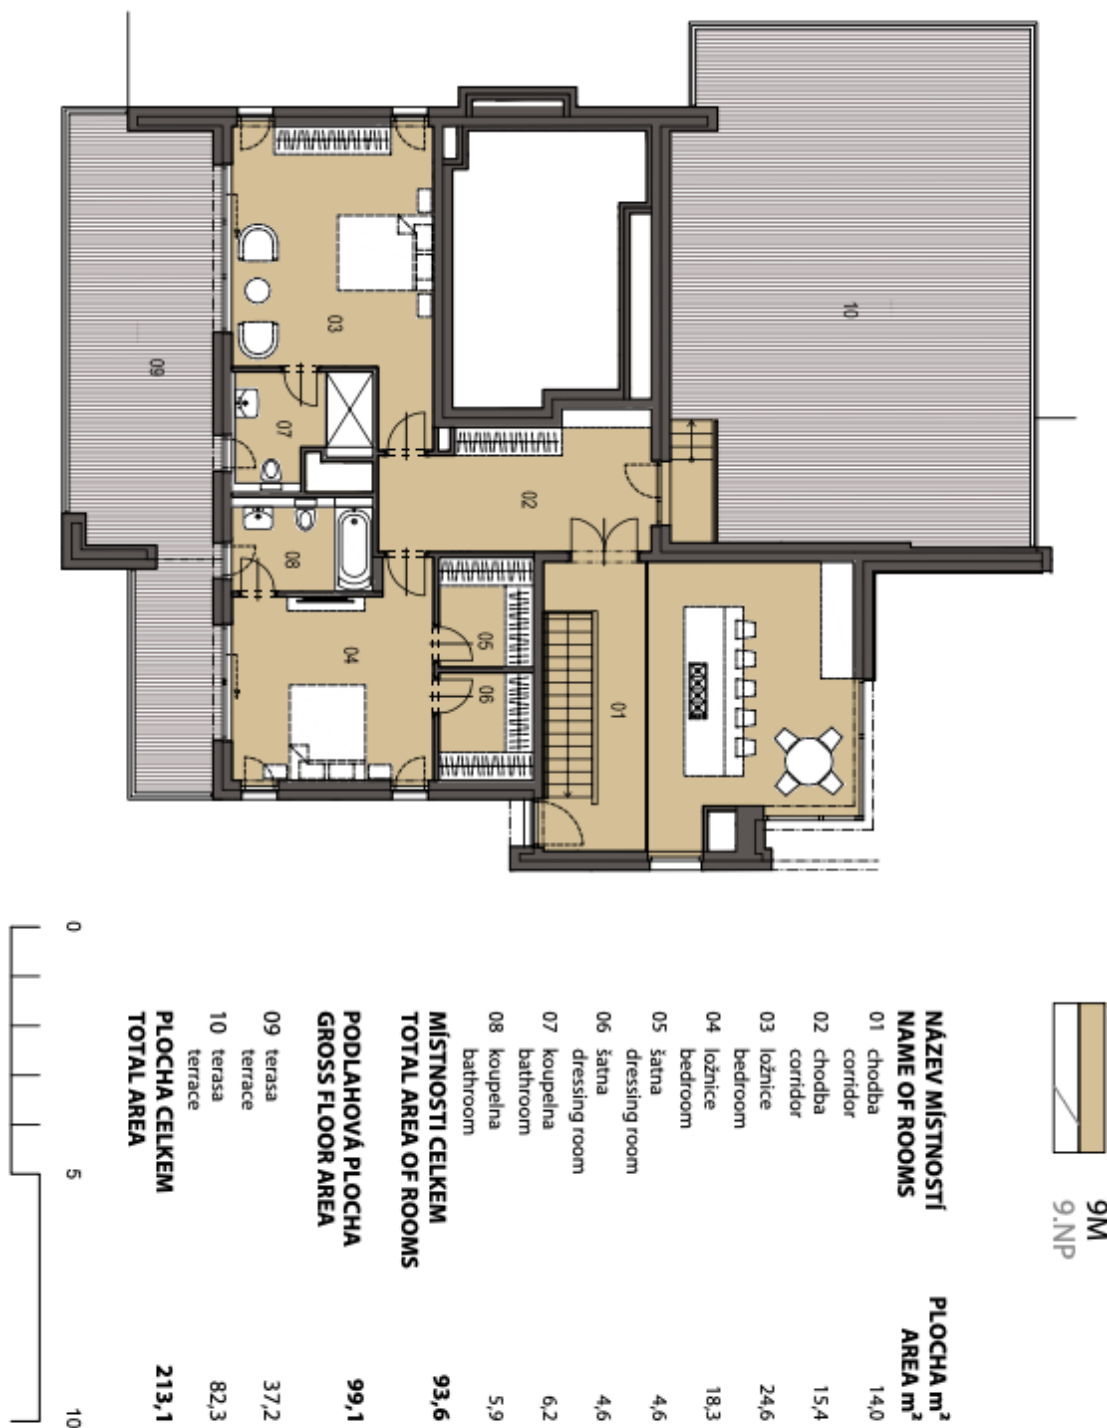 9M
9.NP
NÁZEV MÍSTNOSTÍ PLOCHA m²
NAME OF ROOMS AREA m²
01 chodba 14,0
corridor
02 chodba 15,4
corridor
03 ložnice 24,6
bedroom
04 ložnice 18,3
bedroom
05 šatna 4,6
dressing room
06 šatna 4,6
dressing room
07 koupelna 6,2
bathroom
08 koupelna 5,9
bathroom
MÍSTNOSTI CELKEM 93,6
TOTAL AREA OF ROOMS
PODLAHOVÁ PLOCHA 99,1
GROSS FLOOR AREA
09 terasa 37,2
terrace
10 terasa 82,3
terrace
PLOCHA CELKEM 213,1
TOTAL AREA
0 5 10
10
09
03
07
02
08
05
04
06
01